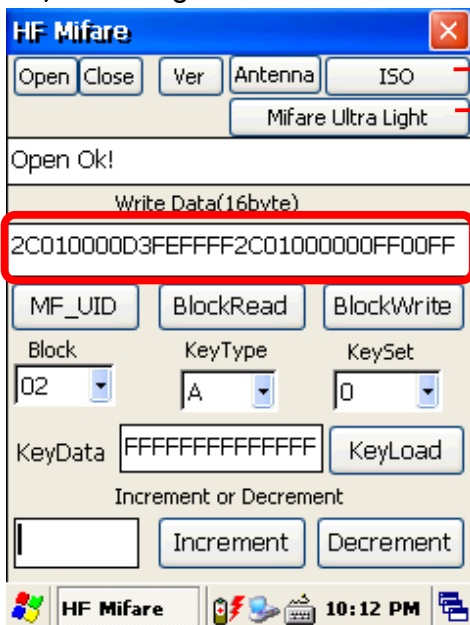 HF Mifare
Open Close Ver Antenna ISO
Mifare Ultra Light
Open Ok!
Write Data(16byte)
2C010000D3FEFFFF2C01000000FF00FF
MF_UID BlockRead BlockWrite
Block KeyType KeySet
02 A 0
KeyData FFFFFFFFFFFFFF KeyLoad
Increment or Decrement
Increment Decrement
HF Mifare 10:12 PM